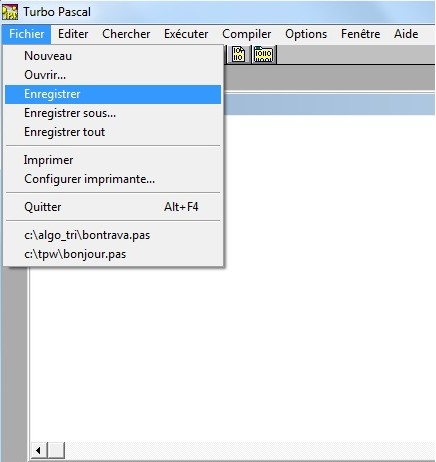 Turbo Pascal
Fichier Editer Chercher Exécuter Compiler Options Fenêtre Aide
Nouveau
Ouvrir...
Enregistrer
Enregistrer sous...
Enregistrer tout
Imprimer
Configurer imprimante...
Quitter Alt+F4
c:\algo_tri\bontrava.pas
c:\tpw\bonjour.pas